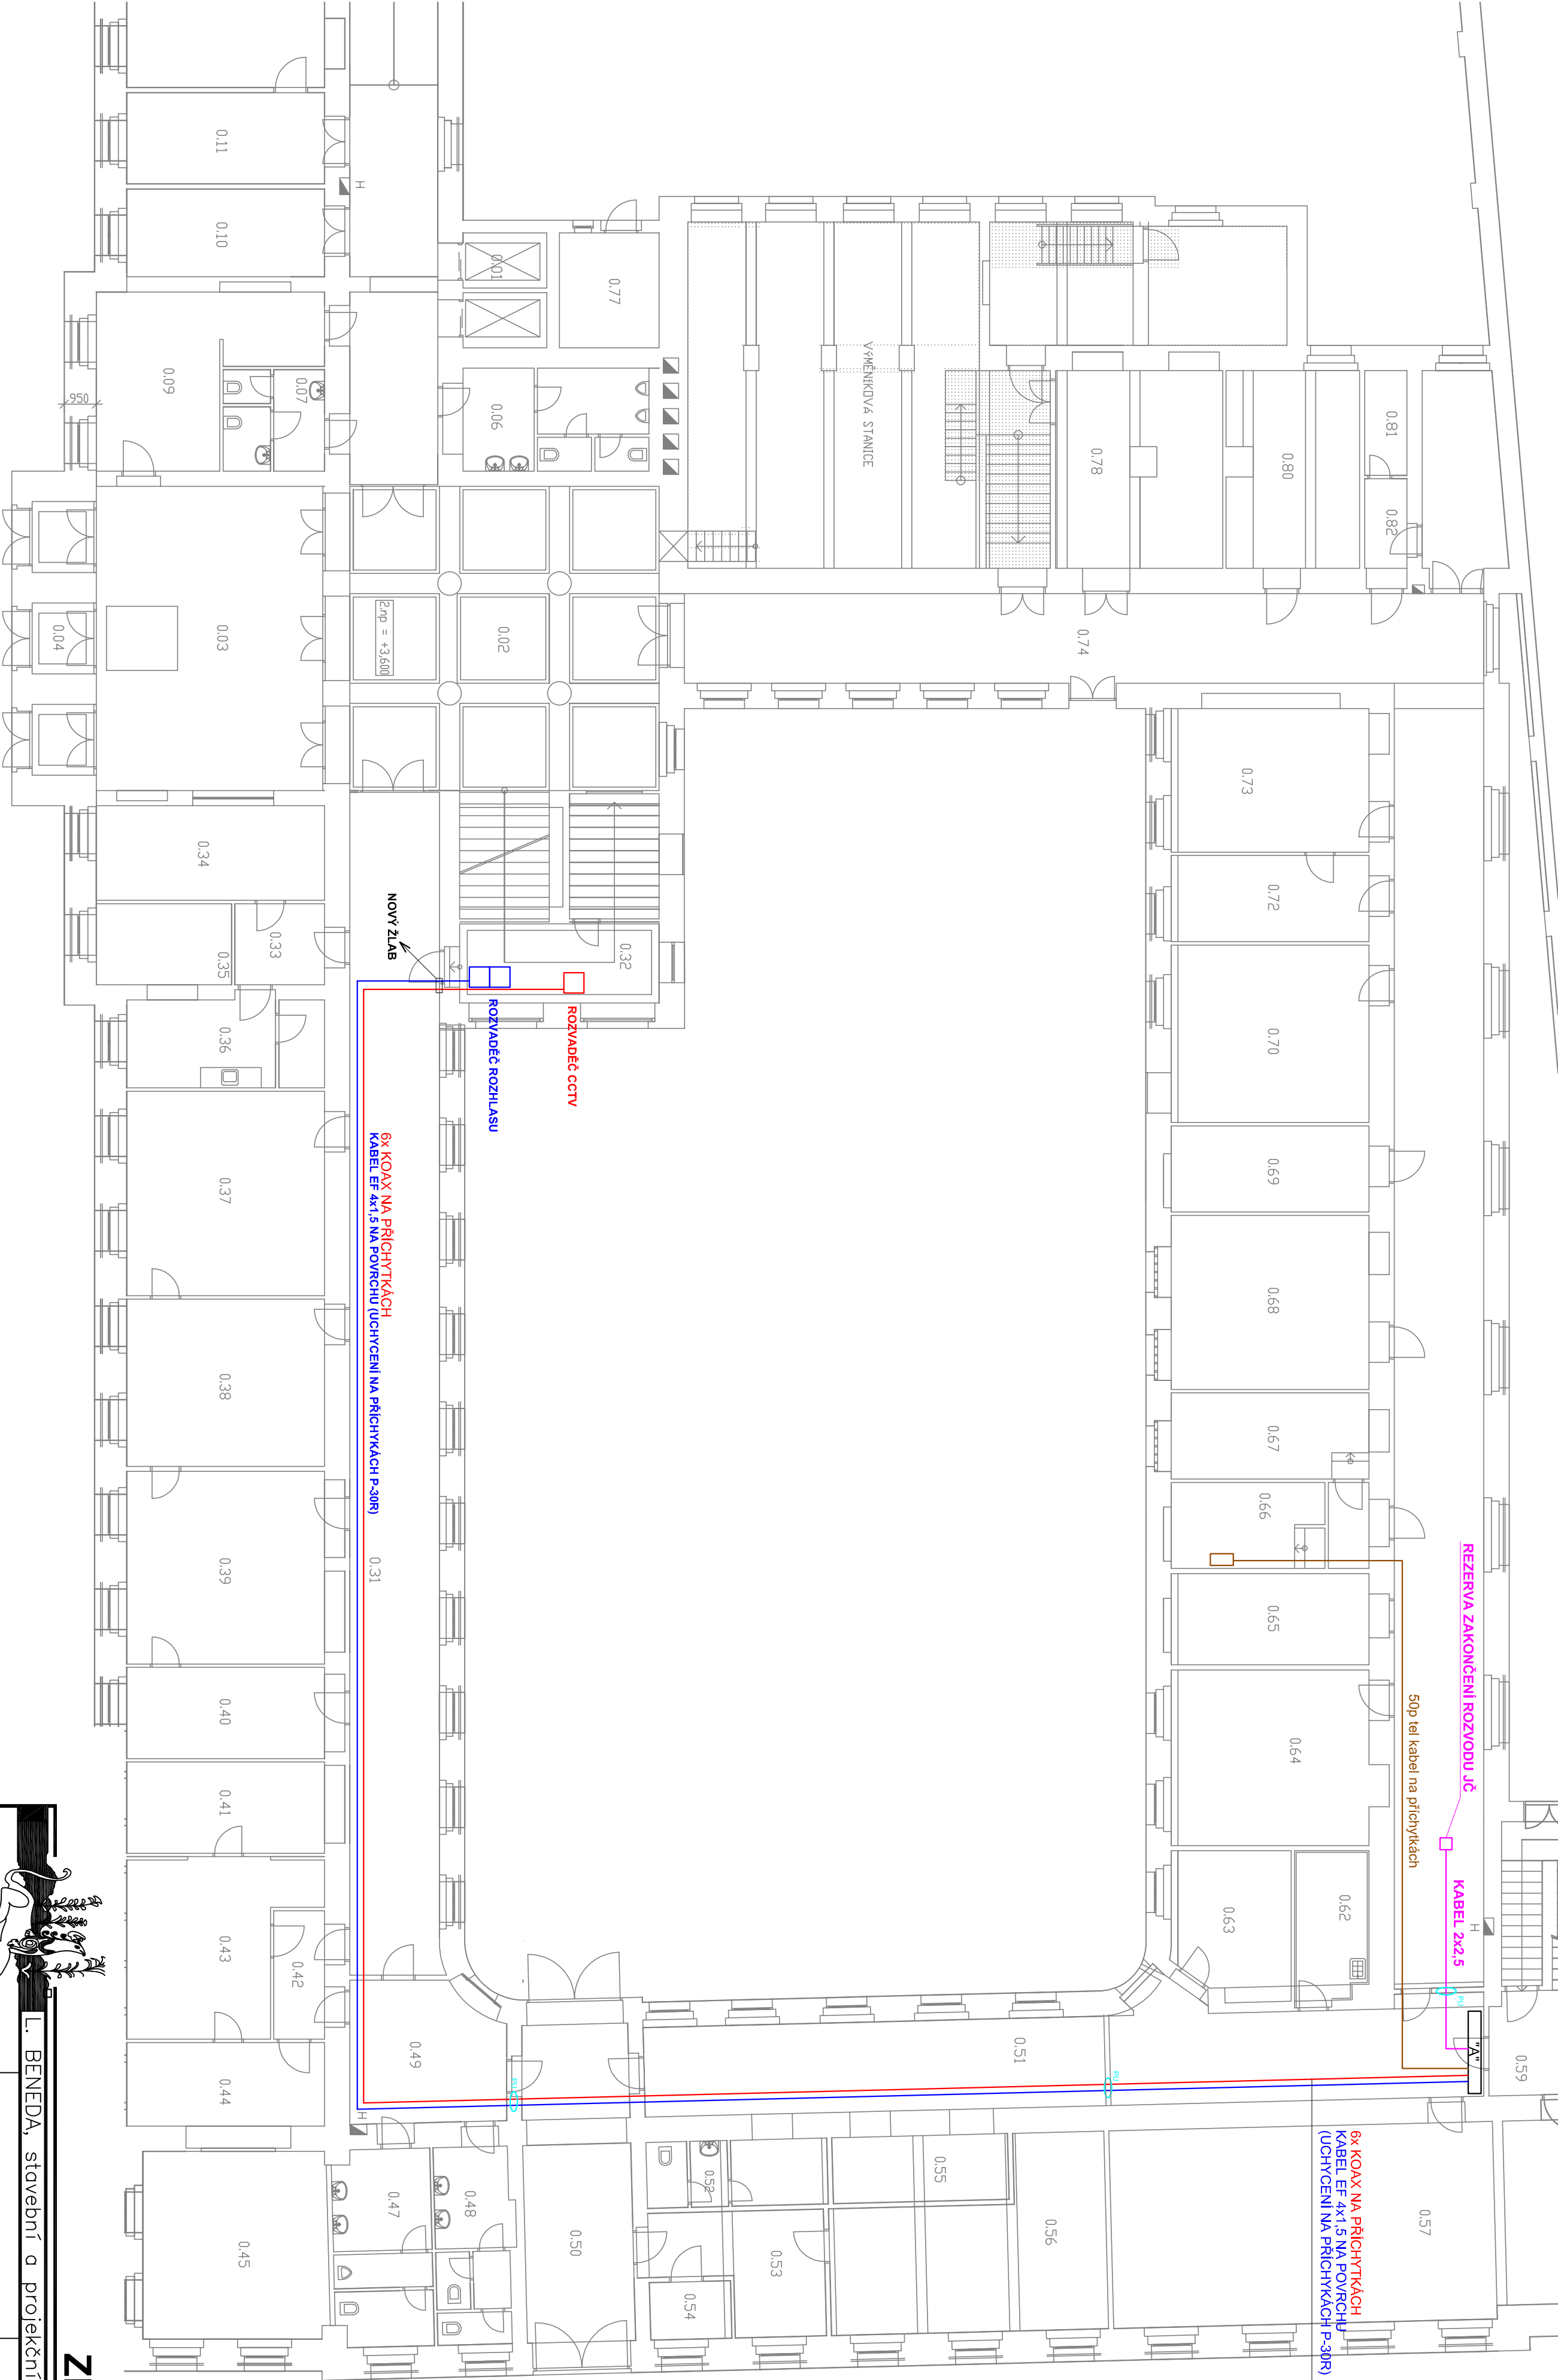 0.11
0.10
0.01
0.77
0.09
0.07
950
0.06
VÝMĚNÍKOVÁ STANICE
0.78
0.80
0.81
0.82
H
0.04
0.03
2.np = +3,600
0.02
0.74
0.34
0.33
0.35
0.36
0.32
NOVÝ ŽLAB
ROZVADĚČ ROZHLASU
ROZVADĚČ CCTV
0.73
0.72
0.70
0.69
0.68
0.67
0.66
0.65
0.64
0.63
0.62
6x KOAX NA PŘÍCHYTKÁCH
KABEL EF 4x1,5 NA POVRCHU (UCHYCENÍ NA PŘÍCHYKÁCH P-30R)
0.37
0.38
0.39
0.31
0.40
0.41
0.43
0.42
0.44
0.45
0.47
0.48
0.49
H
PU
0.50
0.51
PU
0.52
0.53
0.54
0.55
0.56
0.57
0.59
"A"
PU
H
REZERVA ZAKONČENÍ ROZVODU JČ
50p tel kabel na příchytkách
KABEL 2x2,5
6x KOAX NA PŘÍCHYTKÁCH
KABEL EF 4x1,5 NA POVRCHU
(UCHYCENÍ NA PŘÍCHYKÁCH P-30R)
L. BENEDA, stavební a projekční